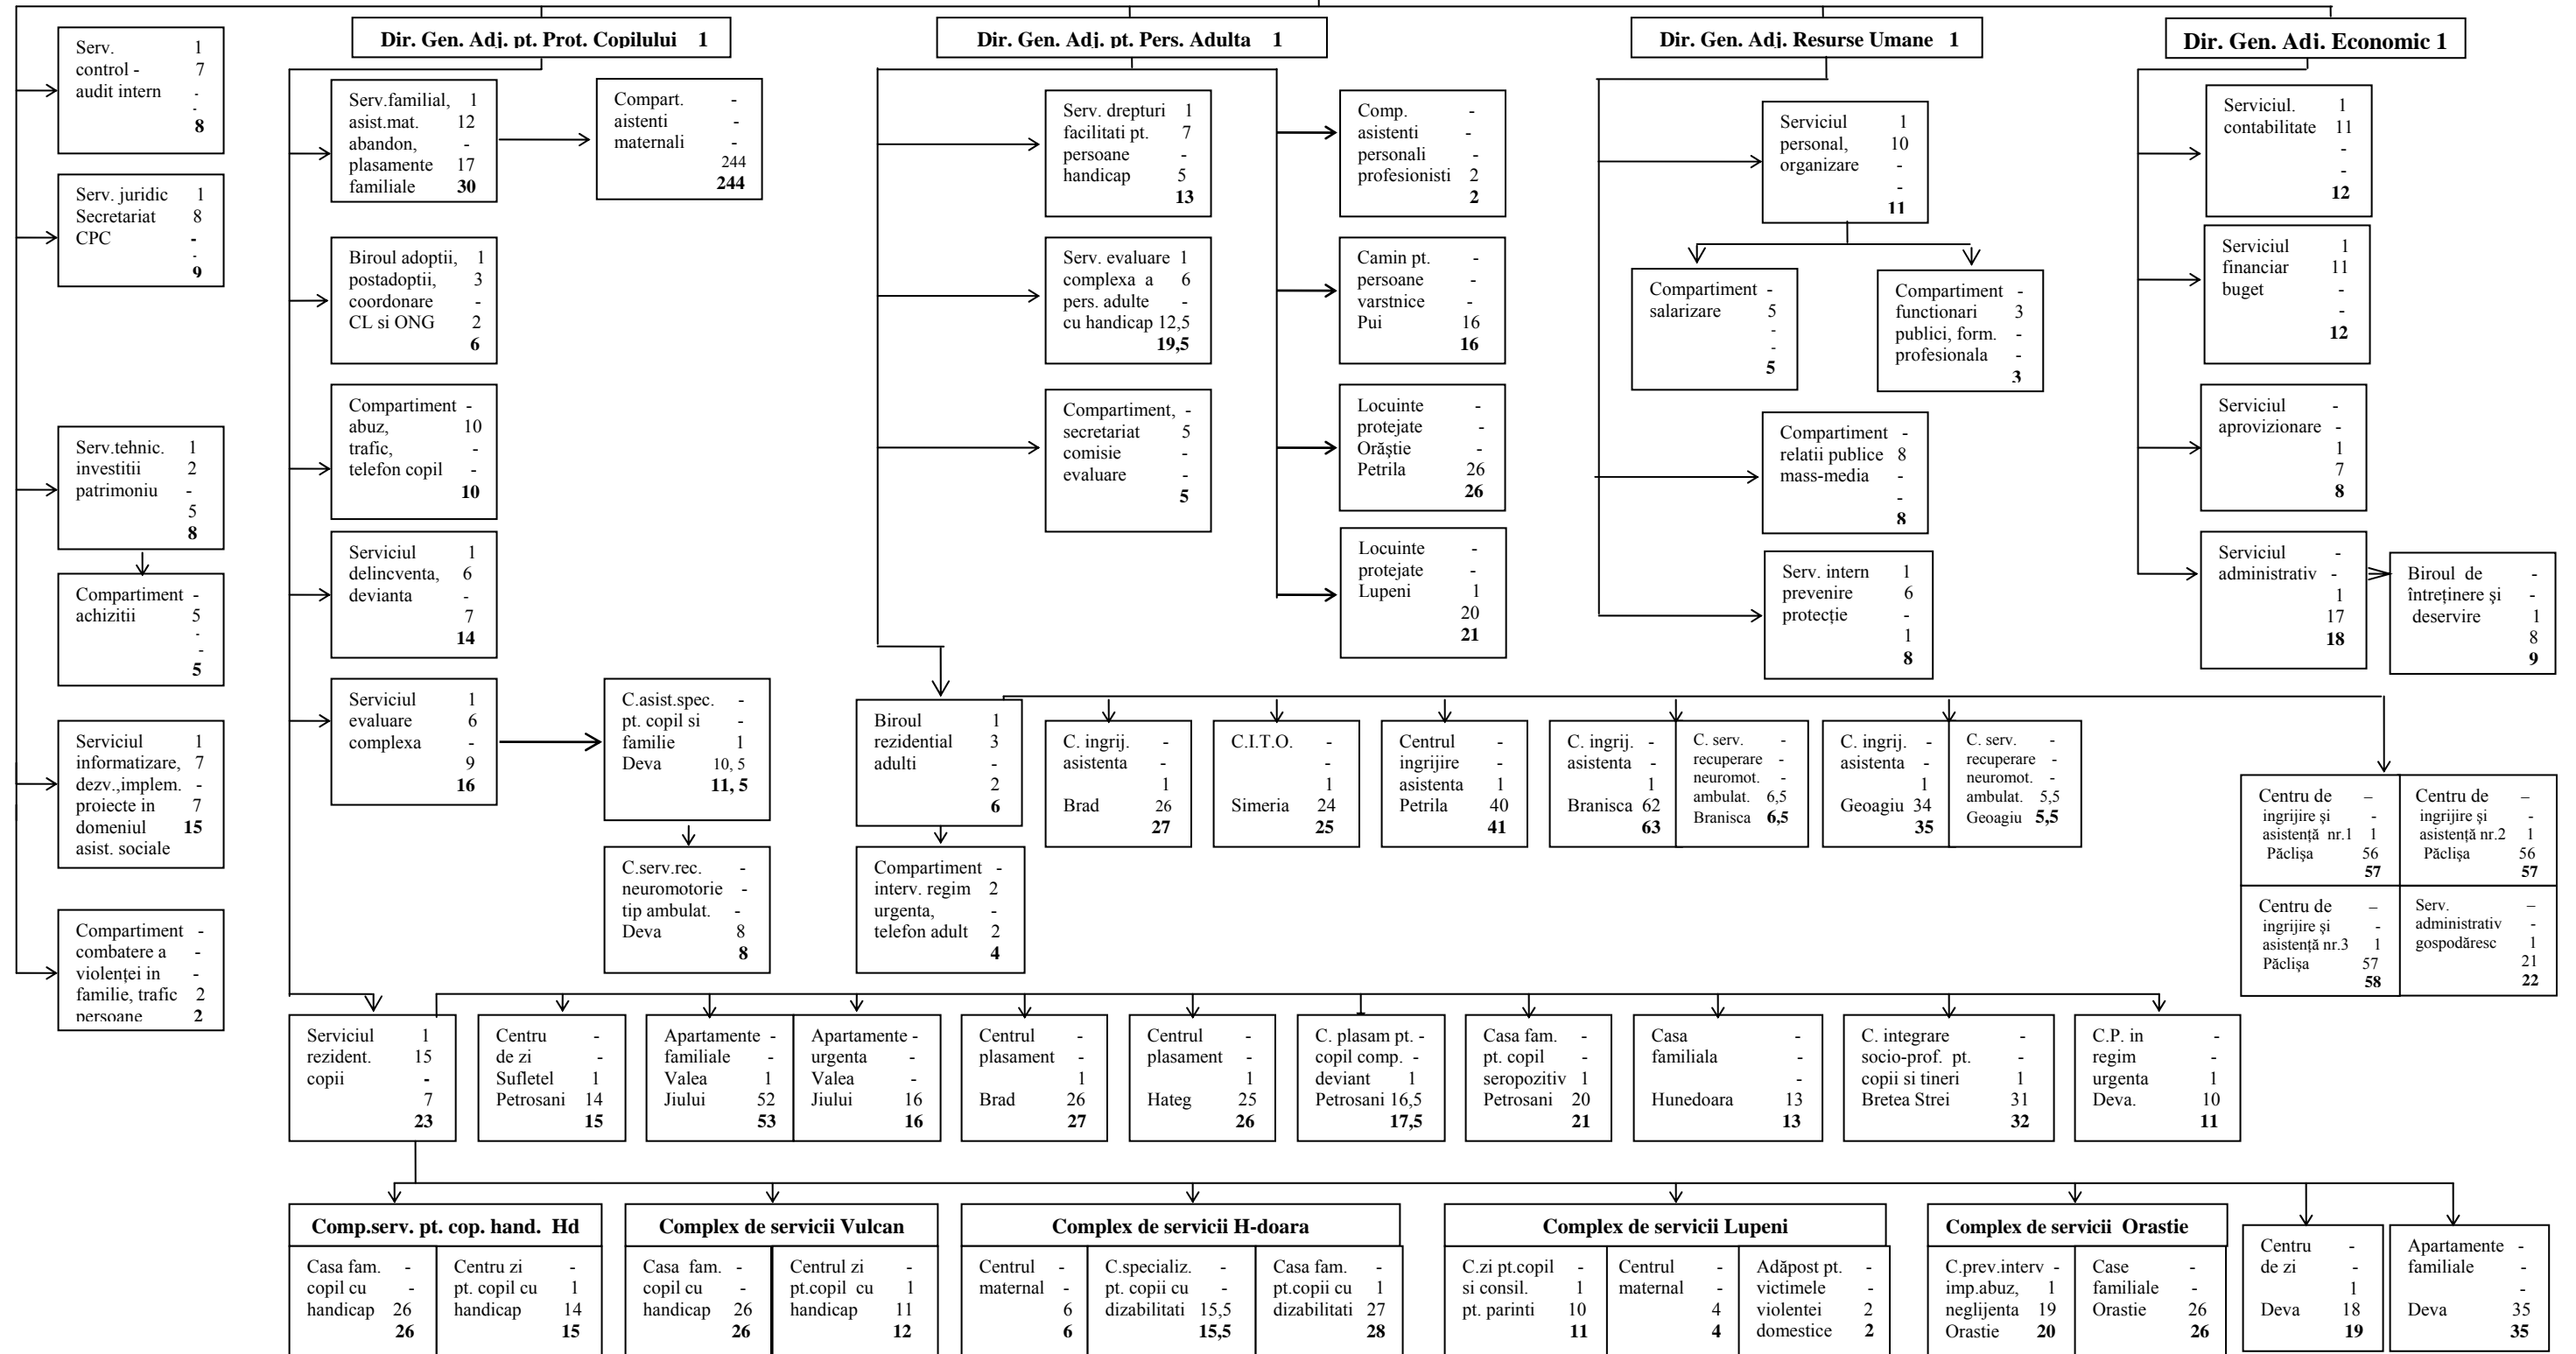 Dir. Gen. Adj. pt. Prot. Copilului 1
Dir. Gen. Adj. pt. Pers. Adulta 1
Dir. Gen. Adj. Resurse Umane 1
Dir. Gen. Adj. Economic 1
Serv. 1
control - 7
audit intern -
-
8
Serv. juridic 1
Secretariat 8
CPC -
-
9
Serv.tehnic. 1
investitii 2
patrimoniu -
5
8
Compartiment -
achizitii 5
-
-
5
Serviciul 1
informatizare, 7
dezv.,implem. -
proiecte in 7
domeniul 15
asist. sociale
Compartiment -
combatere a -
violenţei in -
familie, trafic 2
persoane 2
Serv.familial, 1
asist.mat. 12
abandon, -
plasamente 17
familiale 30
Compart. -
aistenti -
maternali -
244
244
Biroul adoptii, 1
postadoptii, 3
coordonare -
CL si ONG 2
6
Compartiment -
abuz, 10
trafic, -
telefon copil -
10
Serviciul 1
delincventa, 6
devianta -
7
14
Serviciul 1
evaluare 6
complexa -
9
16
C.asist.spec. -
pt. copil si -
familie 1
Deva 10, 5
11, 5
C.serv.rec. -
neuromotorie -
tip ambulat. -
Deva 8
8
Serv. drepturi 1
facilitati pt. 7
persoane -
handicap 5
13
Serv. evaluare 1
complexa a 6
pers. adulte -
cu handicap 12,5
19,5
Compartiment, -
secretariat 5
comisie -
evaluare -
5
Comp. -
asistenti -
personali -
profesionisti 2
2
Camin pt. -
persoane -
varstnice -
Pui 16
16
Locuinte -
protejate -
Orăştie -
Petrila 26
26
Locuinte -
protejate -
Lupeni 1
20
21
Serviciul 1
personal, 10
organizare -
-
11
Compartiment -
salarizare 5
-
-
5
Compartiment -
functionari 3
publici, form. -
profesionala -
3
Compartiment -
relatii publice 8
mass-media -
-
8
Serv. intern 1
prevenire 6
protecţie -
1
8
Serviciul. 1
contabilitate 11
-
-
12
Serviciul 1
financiar 11
buget -
-
12
Serviciul -
aprovizionare -
1
7
8
Serviciul -
administrativ -
1
17
18
Biroul de -
întreţinere şi -
deservire 1
8
9
Biroul 1
rezidential 3
adulti -
2
6
Compartiment -
interv. regim 2
urgenta, -
telefon adult 2
4
C. ingrij. -
asistenta -
1
Brad 26
27
C.I.T.O. -
-
1
Simeria 24
25
Centrul -
ingrijire -
asistenta 1
Petrila 40
41
C. ingrij. -
asistenta -
1
Branisca 62
63
C. serv. -
recuperare -
neuromot. -
ambulat. 6,5
Branisca 6,5
C. ingrij. -
asistenta -
1
Geoagiu 34
35
C. serv. -
recuperare -
neuromot. -
ambulat. 5,5
Geoagiu 5,5
Centru de –
ingrijire şi -
asistenţă nr.1 1
Păclişa 56
57
Centru de –
ingrijire şi -
asistenţă nr.2 1
Păclişa 56
57
Centru de –
ingrijire şi -
asistenţă nr.3 1
Păclişa 57
58
Serv. –
administrativ -
gospodăresc 1
21
22
Serviciul 1
rezident. 15
copii -
7
23
Centru -
de zi -
Sufletel 1
Petrosani 14
15
Apartamente -
familiale -
Valea 1
Jiului 52
53
Apartamente -
urgenta -
Valea -
Jiului 16
16
Centrul -
plasament -
1
Brad 26
27
Centrul -
plasament -
1
Hateg 25
26
C. plasam pt. -
copil comp. -
deviant 1
Petrosani 16,5
17,5
Casa fam. -
pt. copil -
seropozitiv 1
Petrosani 20
21
Casa -
familiala -
-
Hunedoara 13
13
C. integrare -
socio-prof. pt. -
copii si tineri 1
Bretea Strei 31
32
C.P. in -
regim -
urgenta 1
Deva. 10
11
Comp.serv. pt. cop. hand. Hd
Casa fam. -
copil cu -
handicap 26
26
Centru zi -
pt. copil cu 1
handicap 14
15
Complex de servicii Vulcan
Casa fam. -
copil cu -
handicap 26
26
Centrul zi -
pt.copil cu 1
handicap 11
12
Complex de servicii H-doara
Centrul -
maternal -
6
6
C.specializ. -
pt. copii cu -
dizabilitati 15,5
15,5
Casa fam. -
pt.copii cu 1
dizabilitati 27
28
Complex de servicii Lupeni
C.zi pt.copil -
si consil. 1
pt. parinti 10
11
Centrul -
maternal -
4
4
Adăpost pt. -
victimele -
violentei 2
domestice 2
Complex de servicii Orastie
C.prev.interv -
imp.abuz, 1
neglijenta 19
Orastie 20
Case -
familiale -
Orastie 26
26
Centru -
de zi -
1
Deva 18
19
Apartamente -
familiale -
-
Deva 35
35